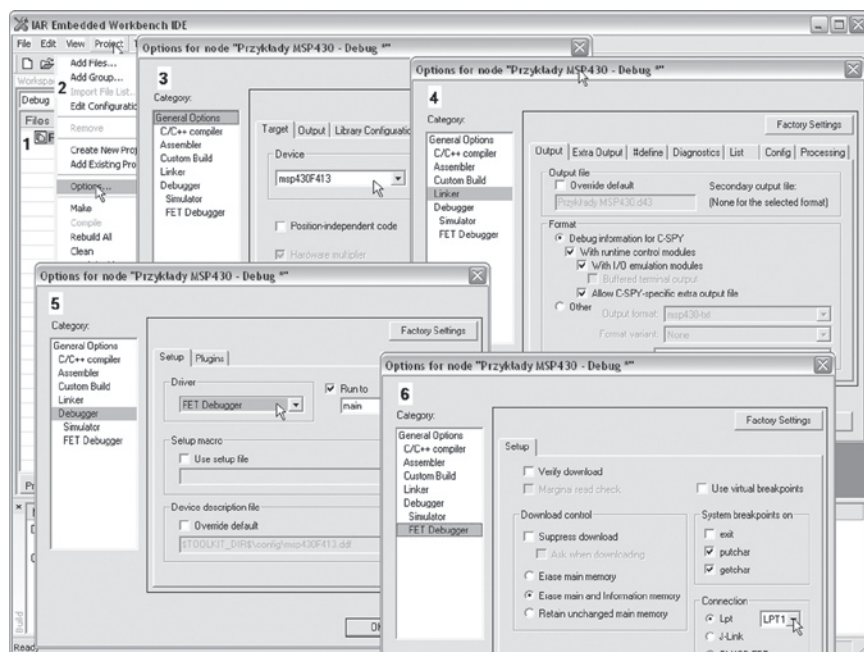 IAR Embedded Workbench IDE
File Edit View Project
Add Files...
Add Group...
Import File List...
Edit Configuratio
Remove
Create New Proj
Add Existing Pro
Options...
Make
Compile
Rebuild All
Clean
Debug
Files
1
2
Options for node "Przykłady MSP430 - Debug *"
3
Category:
General Options
C/C++ compiler
Assembler
Custom Build
Linker
Debugger
Simulator
FET Debugger
Target Output Library Configuratio
Device
msp430F413
Position-independent code
Hardware multiplier
Options for node "Przykłady MSP430 - Debug *"
4
Category:
General Options
C/C++ compiler
Assembler
Custom Build
Linker
Debugger
Simulator
FET Debugger
Factory Settings
Output Extra Output #define Diagnostics List Config Processing
Output file
Override default
Przykłady MSP430.d43
Secondary output file:
(None for the selected format)
Format
Debug information for C-SPY
With runtime control modules
With I/O emulation modules
Buffered terminal output
Allow C-SPY-specific extra output file
Other
Output format: msp430-txt
Format variant: None
Options for node "Przykłady MSP430 - Debug *"
5
Category:
General Options
C/C++ compiler
Assembler
Custom Build
Linker
Debugger
Simulator
FET Debugger
Factory Settings
Setup Plugins
Driver
FET Debugger
Run to
main
Setup macro
Use setup file
Device description file
Override default
$TOOLKIT_DIR$\config\msp430F413.ddf
Options for node "Przykłady MSP430 - Debug *"
6
Category:
General Options
C/C++ compiler
Assembler
Custom Build
Linker
Debugger
Simulator
FET Debugger
Factory Settings
Setup
Verify download
Marginal read check
Use virtual breakpoints
Download control
Suppress download
Ask when downloading
Erase main memory
Erase main and Information memory
Retain unchanged main memory
System breakpoints on
exit
putchar
getchar
Connection
Lpt LPT1
J-Link
Build
Ready